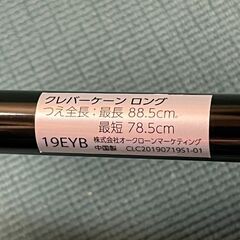 クレバーケーン ロング
つえ全長：最長 88.5cm
最短 78.5cm
19EYB 株式会社オークローンマーケティング
中国製 CLC20190719S1-01